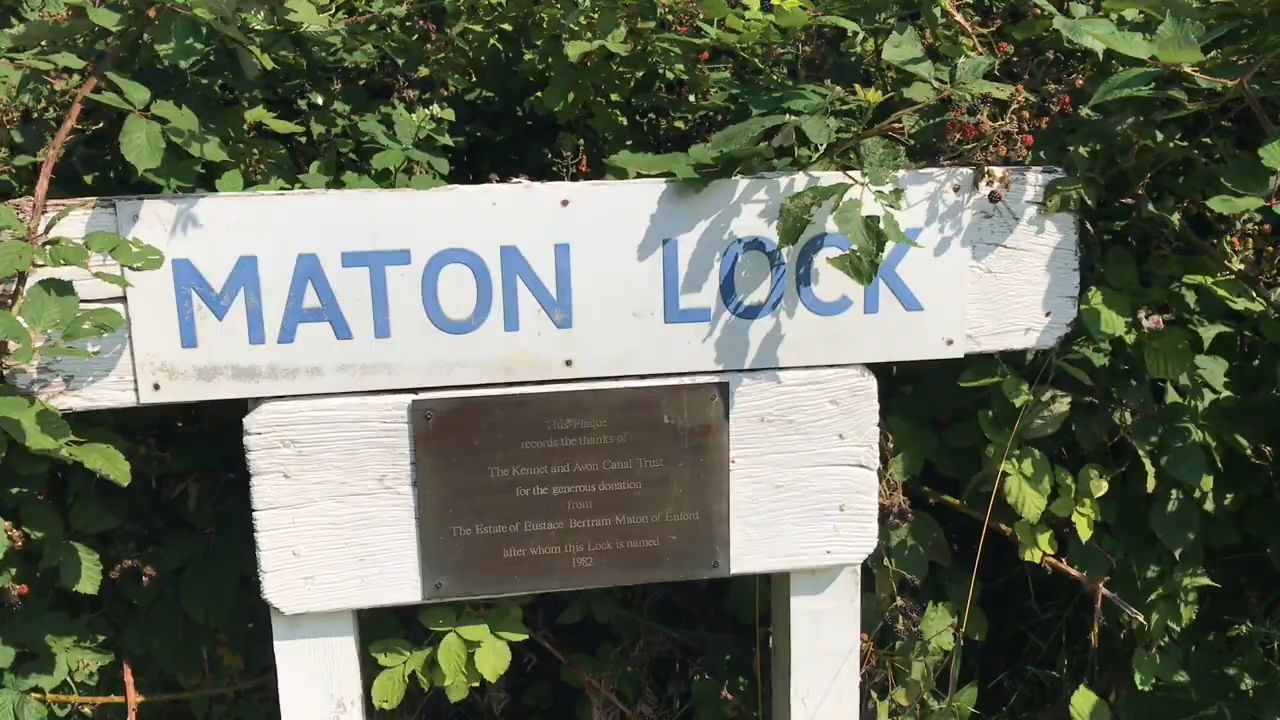 MATON LOCK
This Plaque
records the thanks of
The Kennet and Avon Canal Trust
for the generous donation
from
The Estate of Eustace Bertram Maton of Enford
after whom this Lock is named
1982